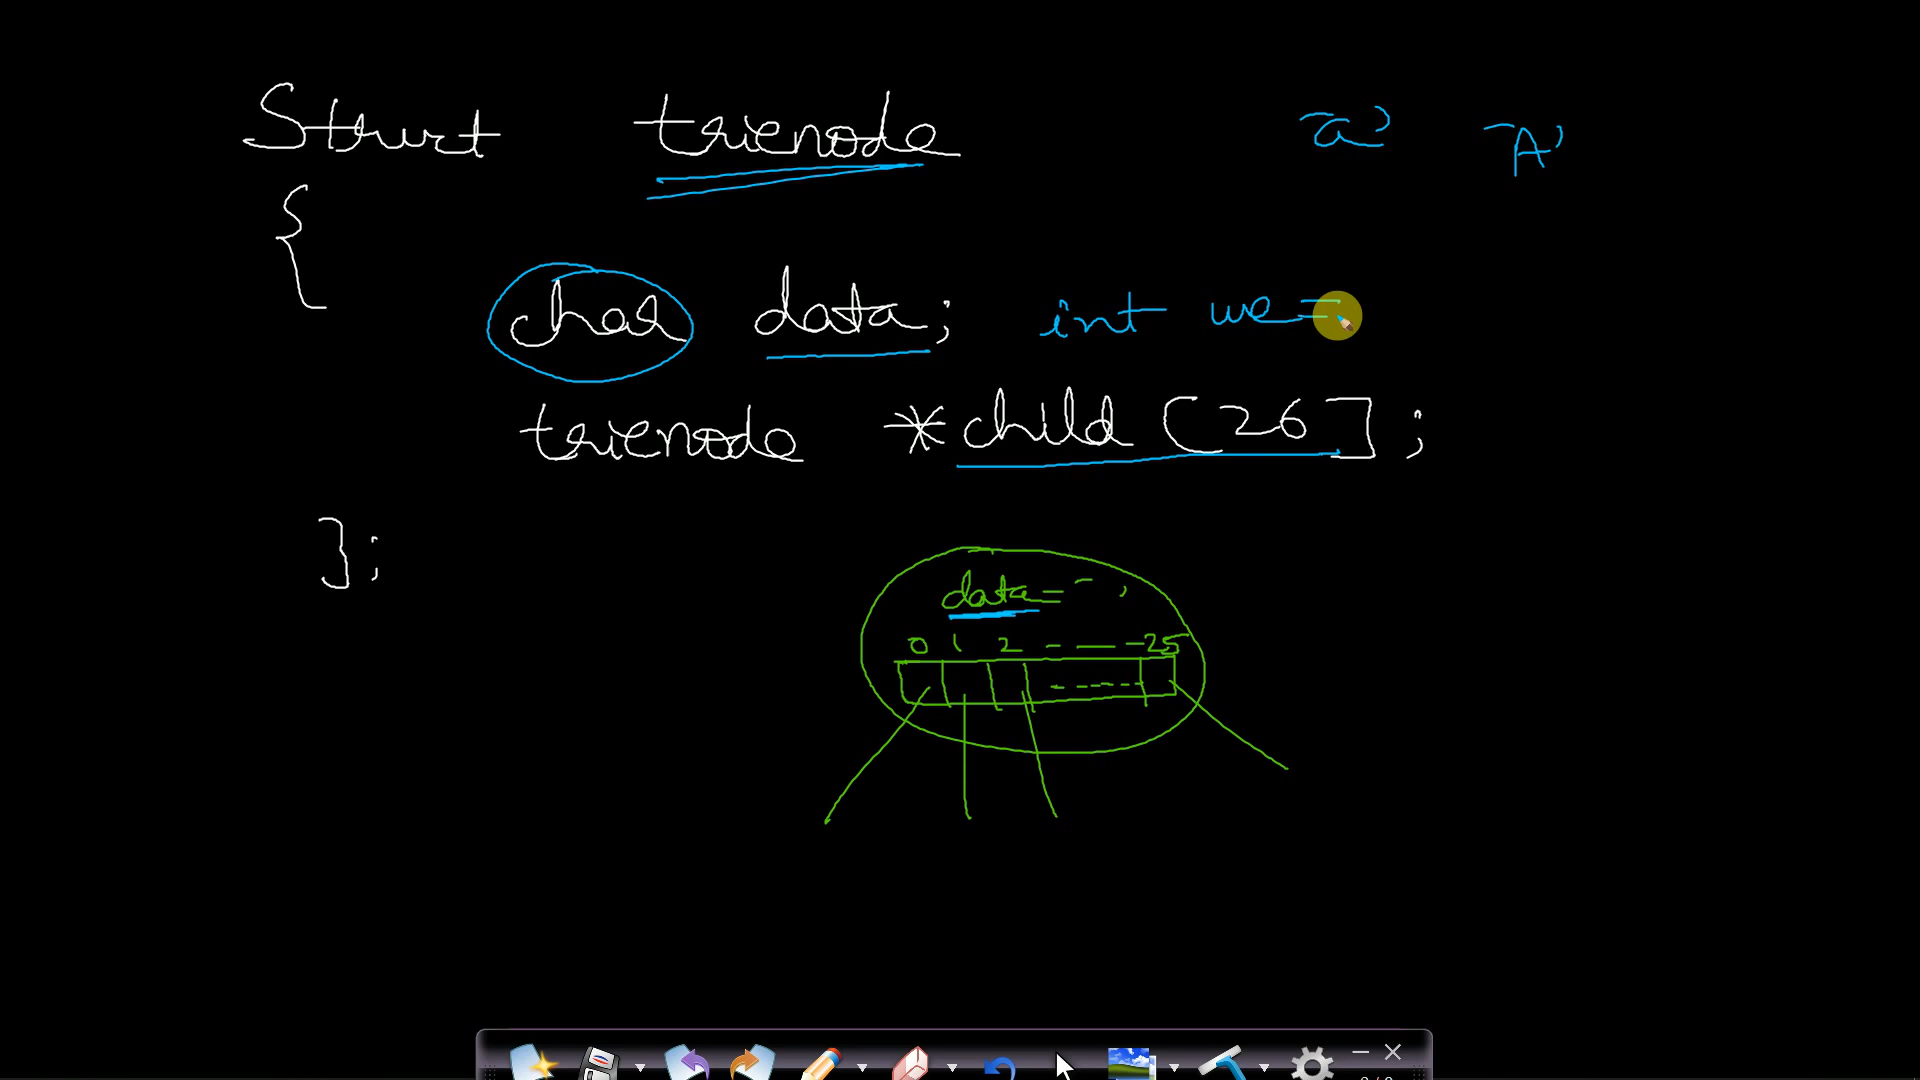 Struct trienode 'a' 'A'
{
char data; int we=
trienode *child [26];
};
data = ' '
0 1 2 - — - 25